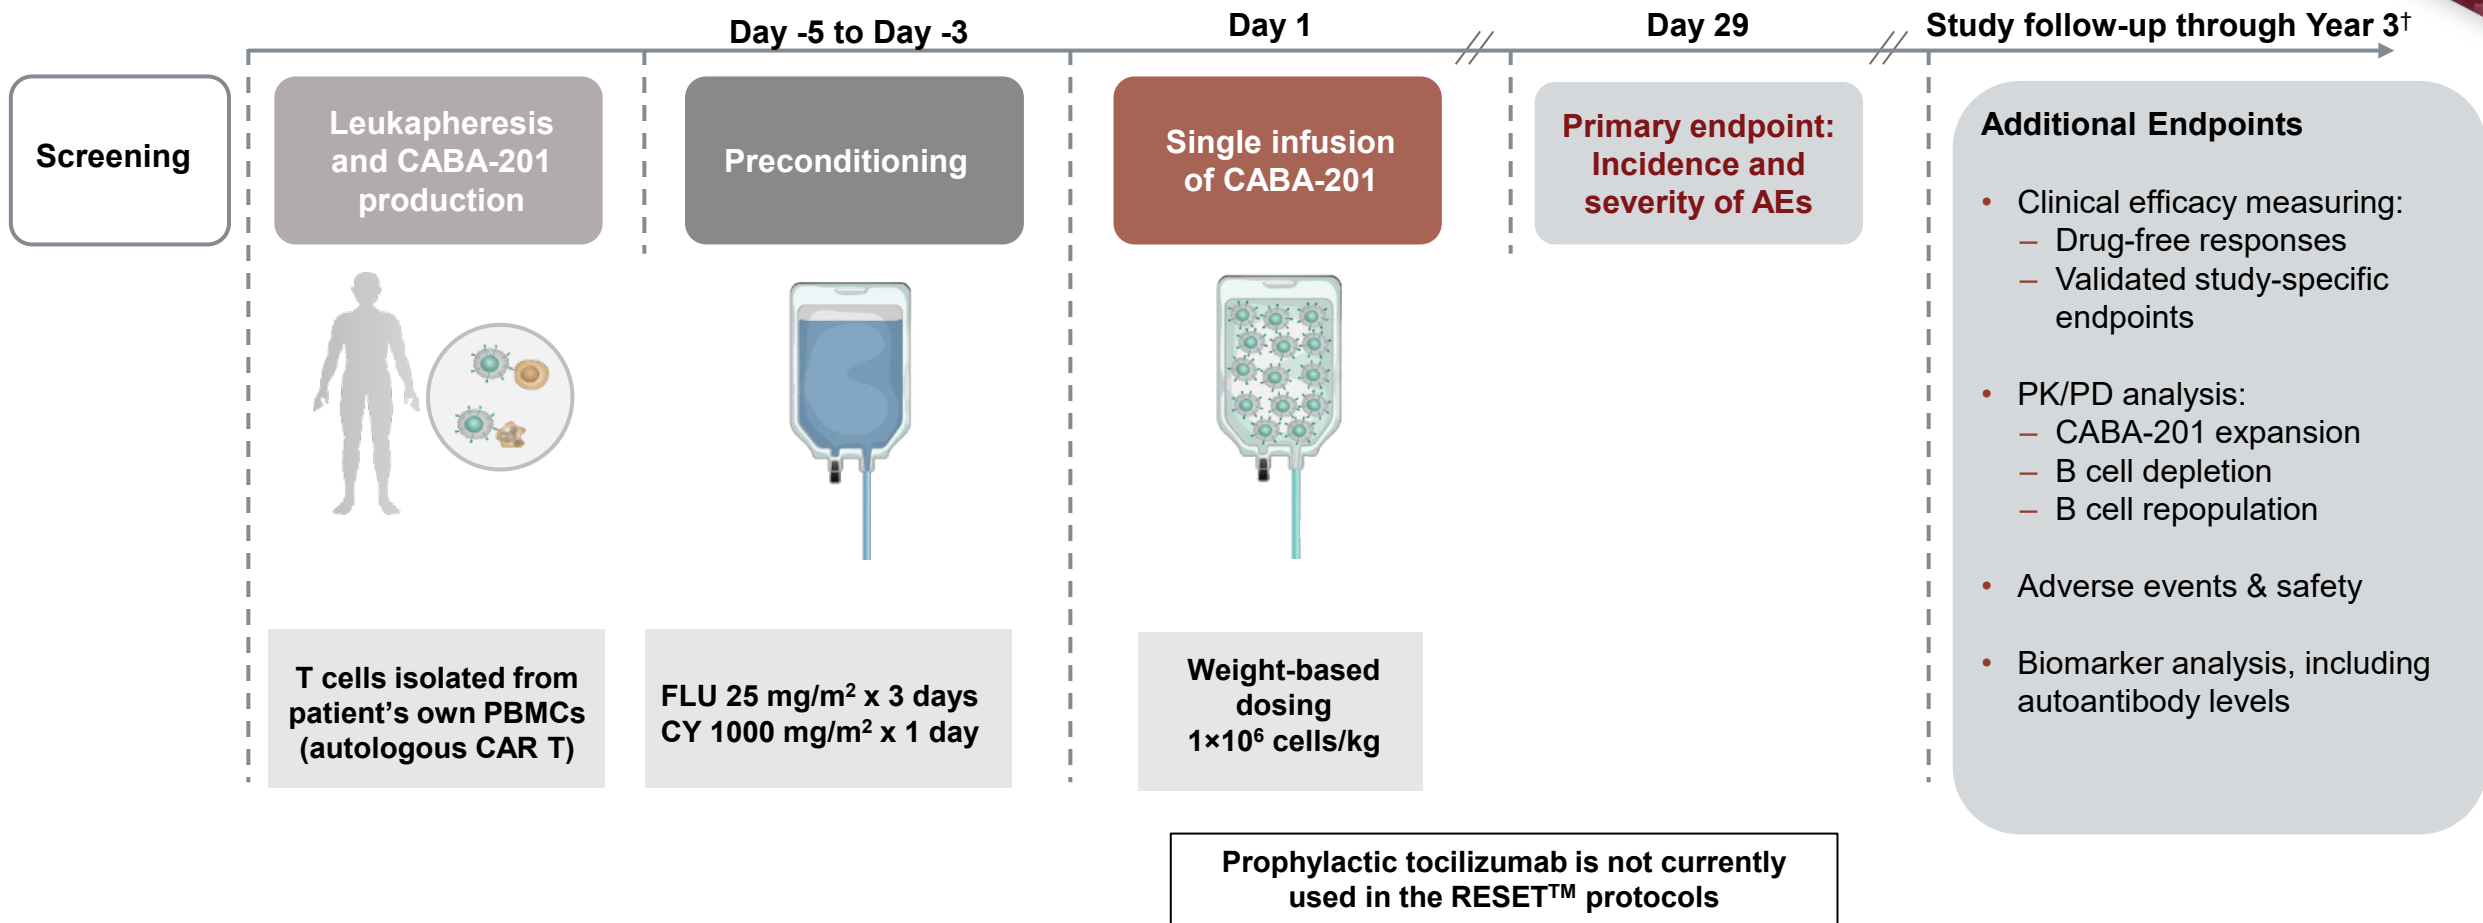 Day -5 to Day -3
Day 1
Day 29
Study follow-up through Year 3†
Screening
Leukapheresis
and CABA-201
production
Preconditioning
Single infusion
of CABA-201
Primary endpoint:
Incidence and
severity of AEs
T cells isolated from
patient’s own PBMCs
(autologous CAR T)
FLU 25 mg/m² x 3 days
CY 1000 mg/m² x 1 day
Weight-based
dosing
1×10⁶ cells/kg
Prophylactic tocilizumab is not currently
used in the RESET™ protocols
Additional Endpoints
• Clinical efficacy measuring:
– Drug-free responses
– Validated study-specific
endpoints
• PK/PD analysis:
– CABA-201 expansion
– B cell depletion
– B cell repopulation
• Adverse events & safety
• Biomarker analysis, including
autoantibody levels